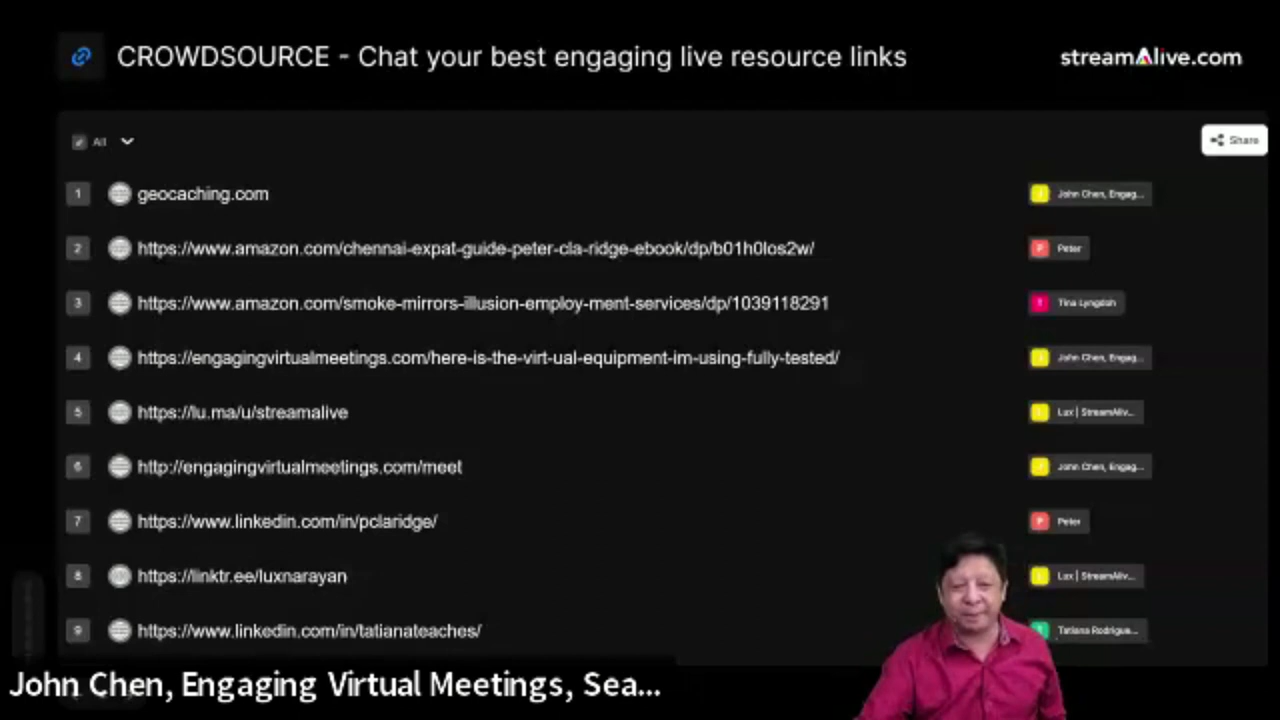 CROWDSOURCE - Chat your best engaging live resource links
streamAlive.com
All
Share
1 geocaching.com John Chen, Engag...
2 https://www.amazon.com/chennai-expat-guide-peter-cla-ridge-ebook/dp/b01h0los2w/ Peter
3 https://www.amazon.com/smoke-mirrors-illusion-employ-ment-services/dp/1039118291 Tina Lyngdoh
4 https://engagingvirtualmeetings.com/here-is-the-virt-ual-equipment-im-using-fully-tested/ John Chen, Engag...
5 https://lu.ma/u/streamalive Lux | StreamAliv...
6 http://engagingvirtualmeetings.com/meet John Chen, Engag...
7 https://www.linkedin.com/in/pclaridge/ P Peter
8 https://linktr.ee/luxnarayan Lux | StreamAliv...
9 https://www.linkedin.com/in/tatianateaches/ Tatiana Rodrigue...
John Chen, Engaging Virtual Meetings, Sea...